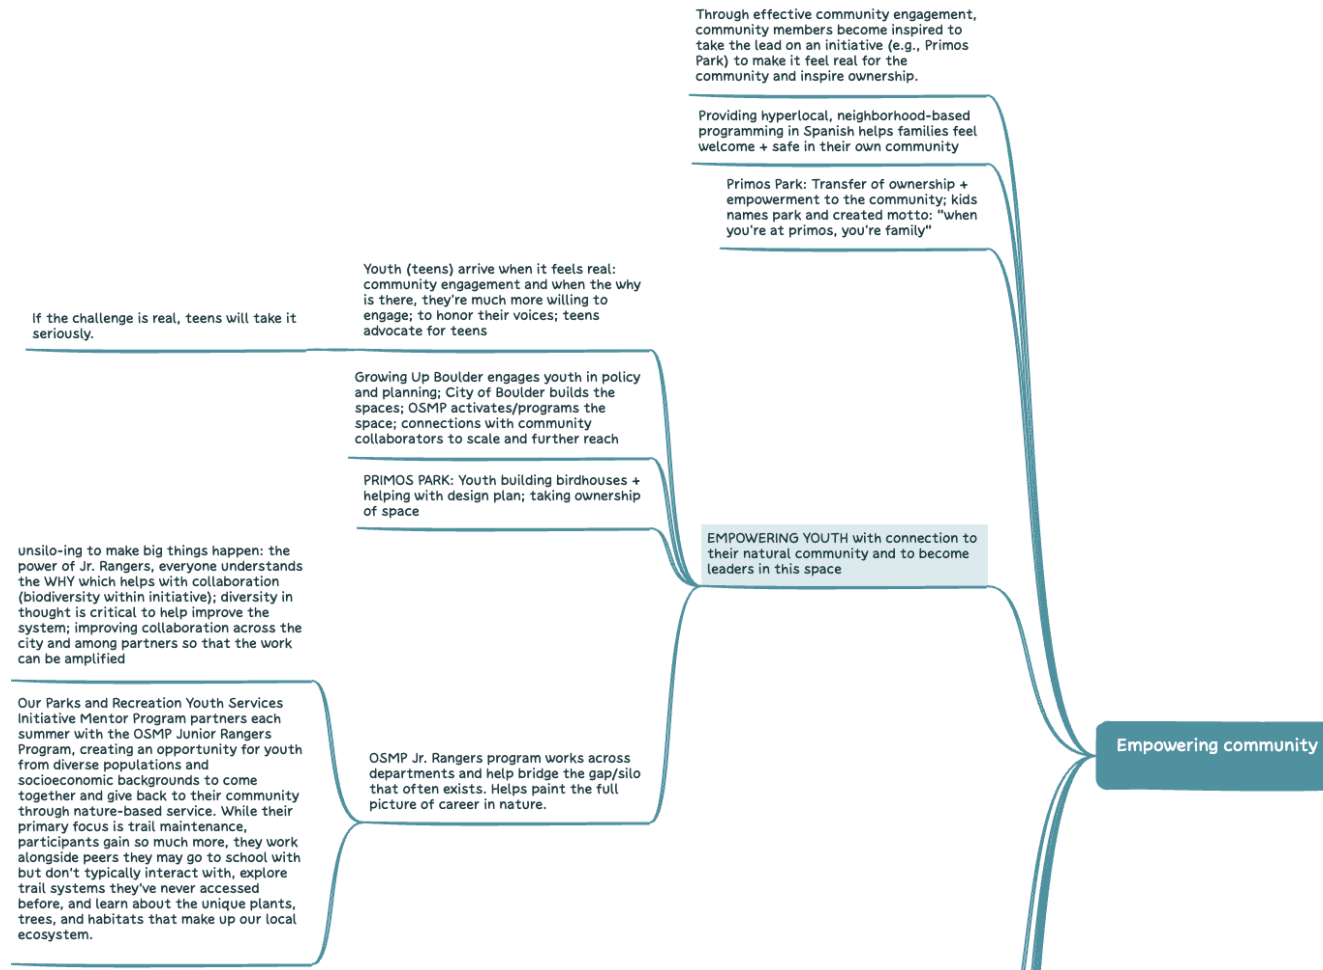 Through effective community engagement,
community members become inspired to
take the lead on an initiative (e.g., Primos
Park) to make it feel real for the
community and inspire ownership.
Providing hyperlocal, neighborhood-based
programming in Spanish helps families feel
welcome + safe in their own community
Primos Park: Transfer of ownership +
empowerment to the community; kids
names park and created motto: "when
you're at primos, you're family"
Youth (teens) arrive when it feels real:
community engagement and when the why
is there, they're much more willing to
engage; to honor their voices; teens
advocate for teens
If the challenge is real, teens will take it
seriously.
Growing Up Boulder engages youth in policy
and planning; City of Boulder builds the
spaces; OSMP activates/programs the
space; connections with community
collaborators to scale and further reach
PRIMOS PARK: Youth building birdhouses +
helping with design plan; taking ownership
of space
EMPOWERING YOUTH with connection to
their natural community and to become
leaders in this space
unsilo-ing to make big things happen: the
power of Jr. Rangers, everyone understands
the WHY which helps with collaboration
(biodiversity within initiative); diversity in
thought is critical to help improve the
system; improving collaboration across the
city and among partners so that the work
can be amplified
Our Parks and Recreation Youth Services
Initiative Mentor Program partners each
summer with the OSMP Junior Rangers
Program, creating an opportunity for youth
from diverse populations and
socioeconomic backgrounds to come
together and give back to their community
through nature-based service. While their
primary focus is trail maintenance,
participants gain so much more, they work
alongside peers they may go to school with
but don't typically interact with, explore
trail systems they've never accessed
before, and learn about the unique plants,
trees, and habitats that make up our local
ecosystem.
OSMP Jr. Rangers program works across
departments and help bridge the gap/silo
that often exists. Helps paint the full
picture of career in nature.
Empowering community